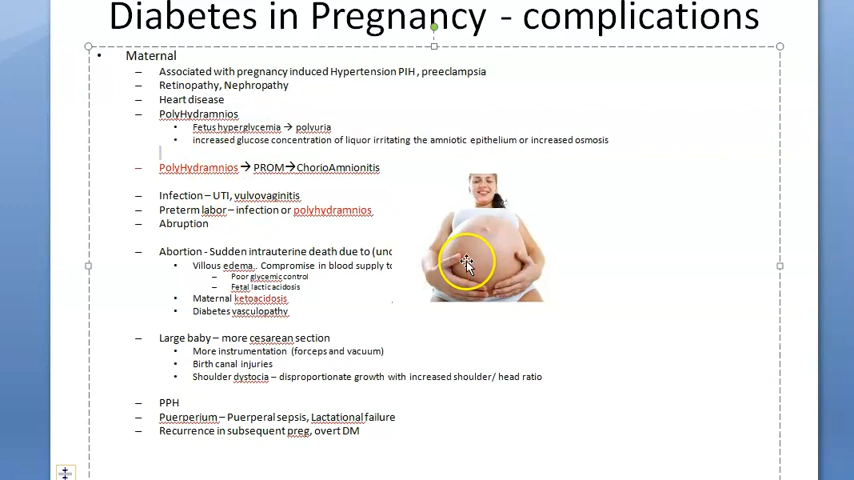 Diabetes in Pregnancy - complications
• Maternal
– Associated with pregnancy induced Hypertension PIH , preeclampsia
– Retinopathy, Nephropathy
– Heart disease
– PolyHydramnios
• Fetus hyperglycemia → polyuria
• increased glucose concentration of liquor irritating the amniotic epithelium or increased osmosis
– PolyHydramnios → PROM→ChorioAmnionitis
– Infection – UTI, vulvovaginitis
– Preterm labor – infection or polyhydramnios
– Abruption
– Abortion - Sudden intrauterine death due to (unc
• Villous edema.. Compromise in blood supply to
– Poor glycemic control
– Fetal lactic acidosis
• Maternal ketoacidosis
• Diabetes vasculopathy
– Large baby – more cesarean section
• More instrumentation (forceps and vacuum)
• Birth canal injuries
• Shoulder dystocia – disproportionate growth with increased shoulder/ head ratio
– PPH
– Puerperium – Puerperal sepsis, Lactational failure
– Recurrence in subsequent preg, overt DM